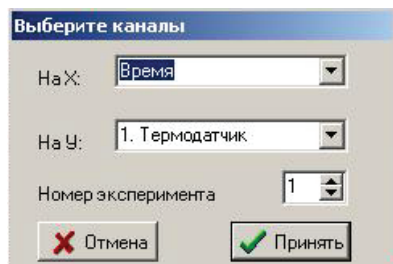 Выберите каналы
На X: Время
На У: 1. Термодатчик
Номер эксперимента 1
Отмена Принять